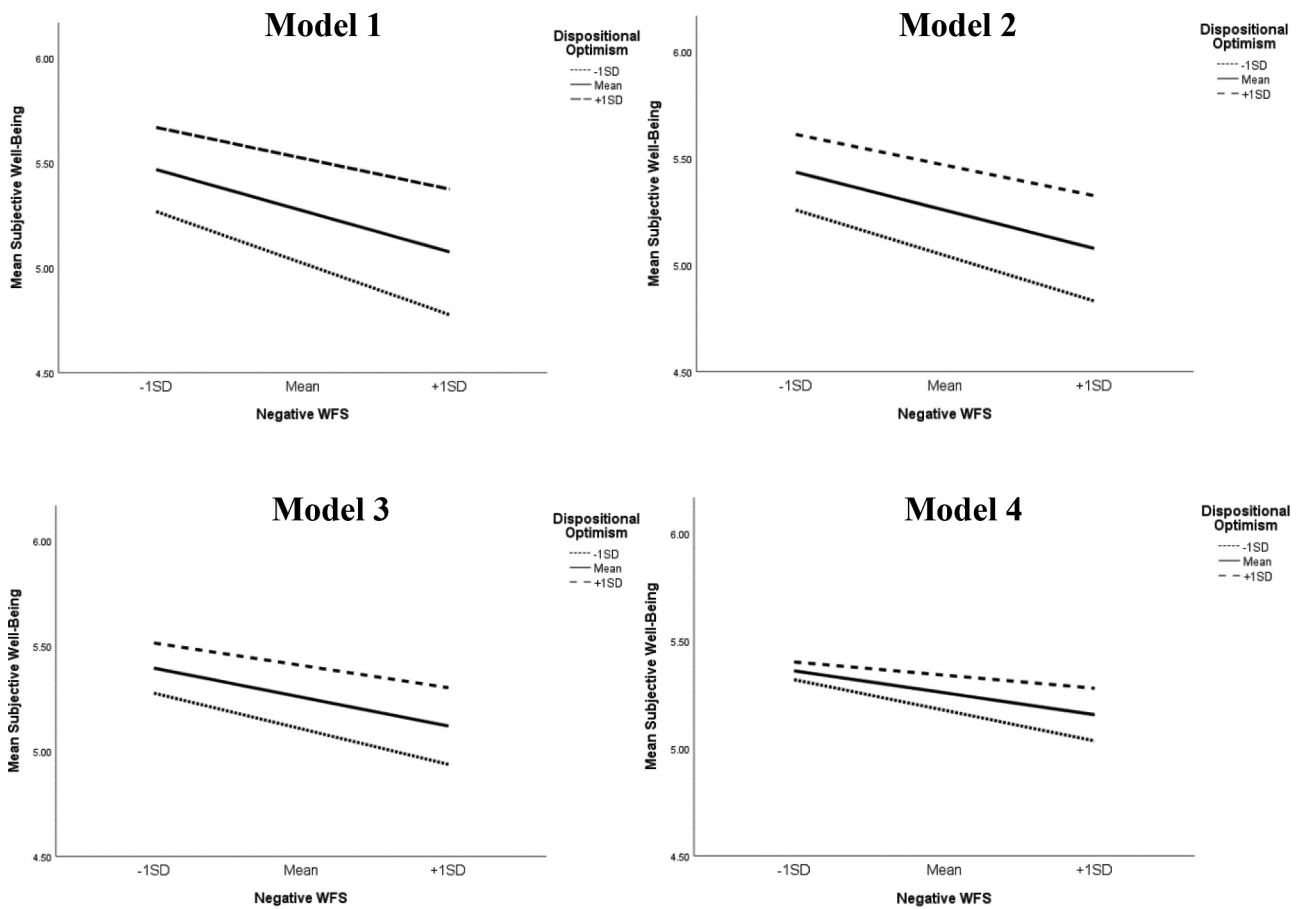 Model 1
Dispositional
Optimism
-1SD
Mean
+1SD
6.00
5.50
5.00
4.50
Mean Subjective Well-Being
-1SD Mean +1SD
Negative WFS
Model 2
Dispositional
Optimism
-1SD
Mean
+1SD
6.00
5.50
5.00
4.50
Mean Subjective Well-Being
-1SD Mean +1SD
Negative WFS
Model 3
Dispositional
Optimism
-1SD
Mean
+1SD
6.00
5.50
5.00
4.50
Mean Subjective Well-Being
-1SD Mean +1SD
Negative WFS
Model 4
Dispositional
Optimism
-1SD
Mean
+1SD
6.00
5.50
5.00
4.50
Mean Subjective Well-Being
-1SD Mean +1SD
Negative WFS